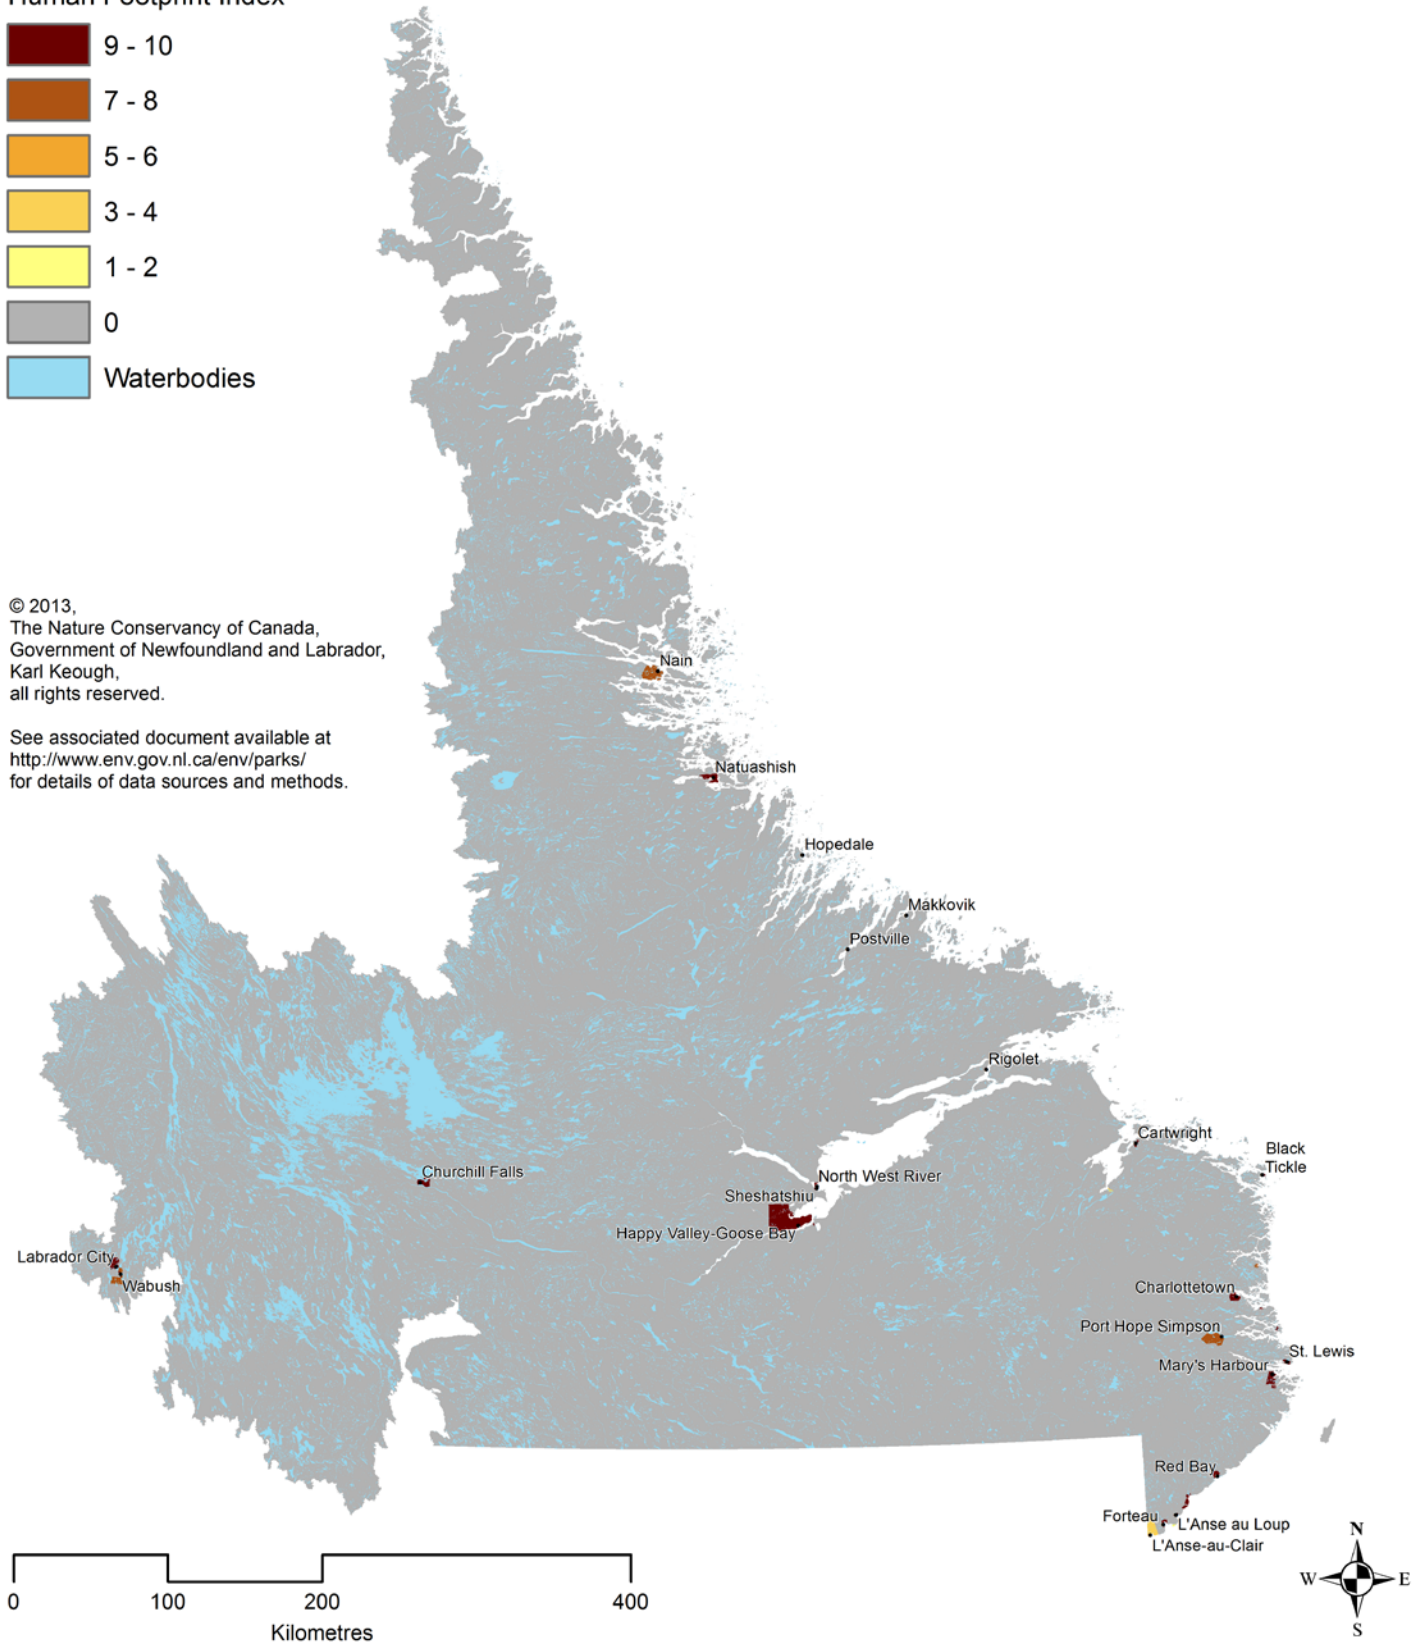 Human Footprint Index
9 - 10
7 - 8
5 - 6
3 - 4
1 - 2
0
Waterbodies
© 2013,
The Nature Conservancy of Canada,
Government of Newfoundland and Labrador,
Karl Keough,
all rights reserved.
See associated document available at
http://www.env.gov.nl.ca/env/parks/
for details of data sources and methods.
Nain
Natuashish
Hopedale
Makkovik
Postville
Rigolet
Cartwright
Black
Tickle
Churchill Falls
North West River
Sheshatshiu
Happy Valley-Goose Bay
Labrador City
Wabush
Charlottetown
Port Hope Simpson
St. Lewis
Mary's Harbour
Red Bay
Forteau
L'Anse au Loup
L'Anse-au-Clair
0
100
200
400
Kilometres
N
W
E
S